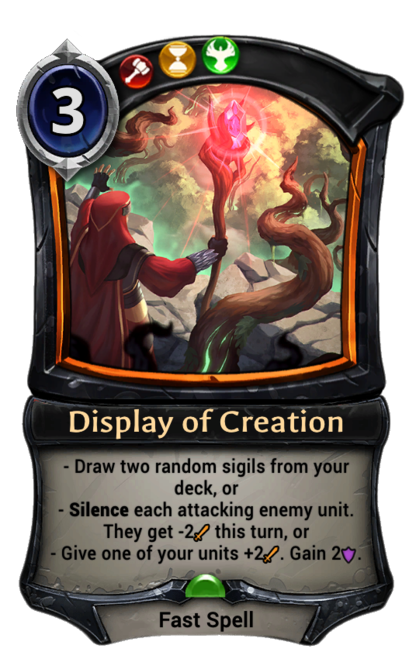 3
Display of Creation
- Draw two random sigils from your
deck, or
- Silence each attacking enemy unit.
They get -2 this turn, or
- Give one of your units +2. Gain 2.
Fast Spell